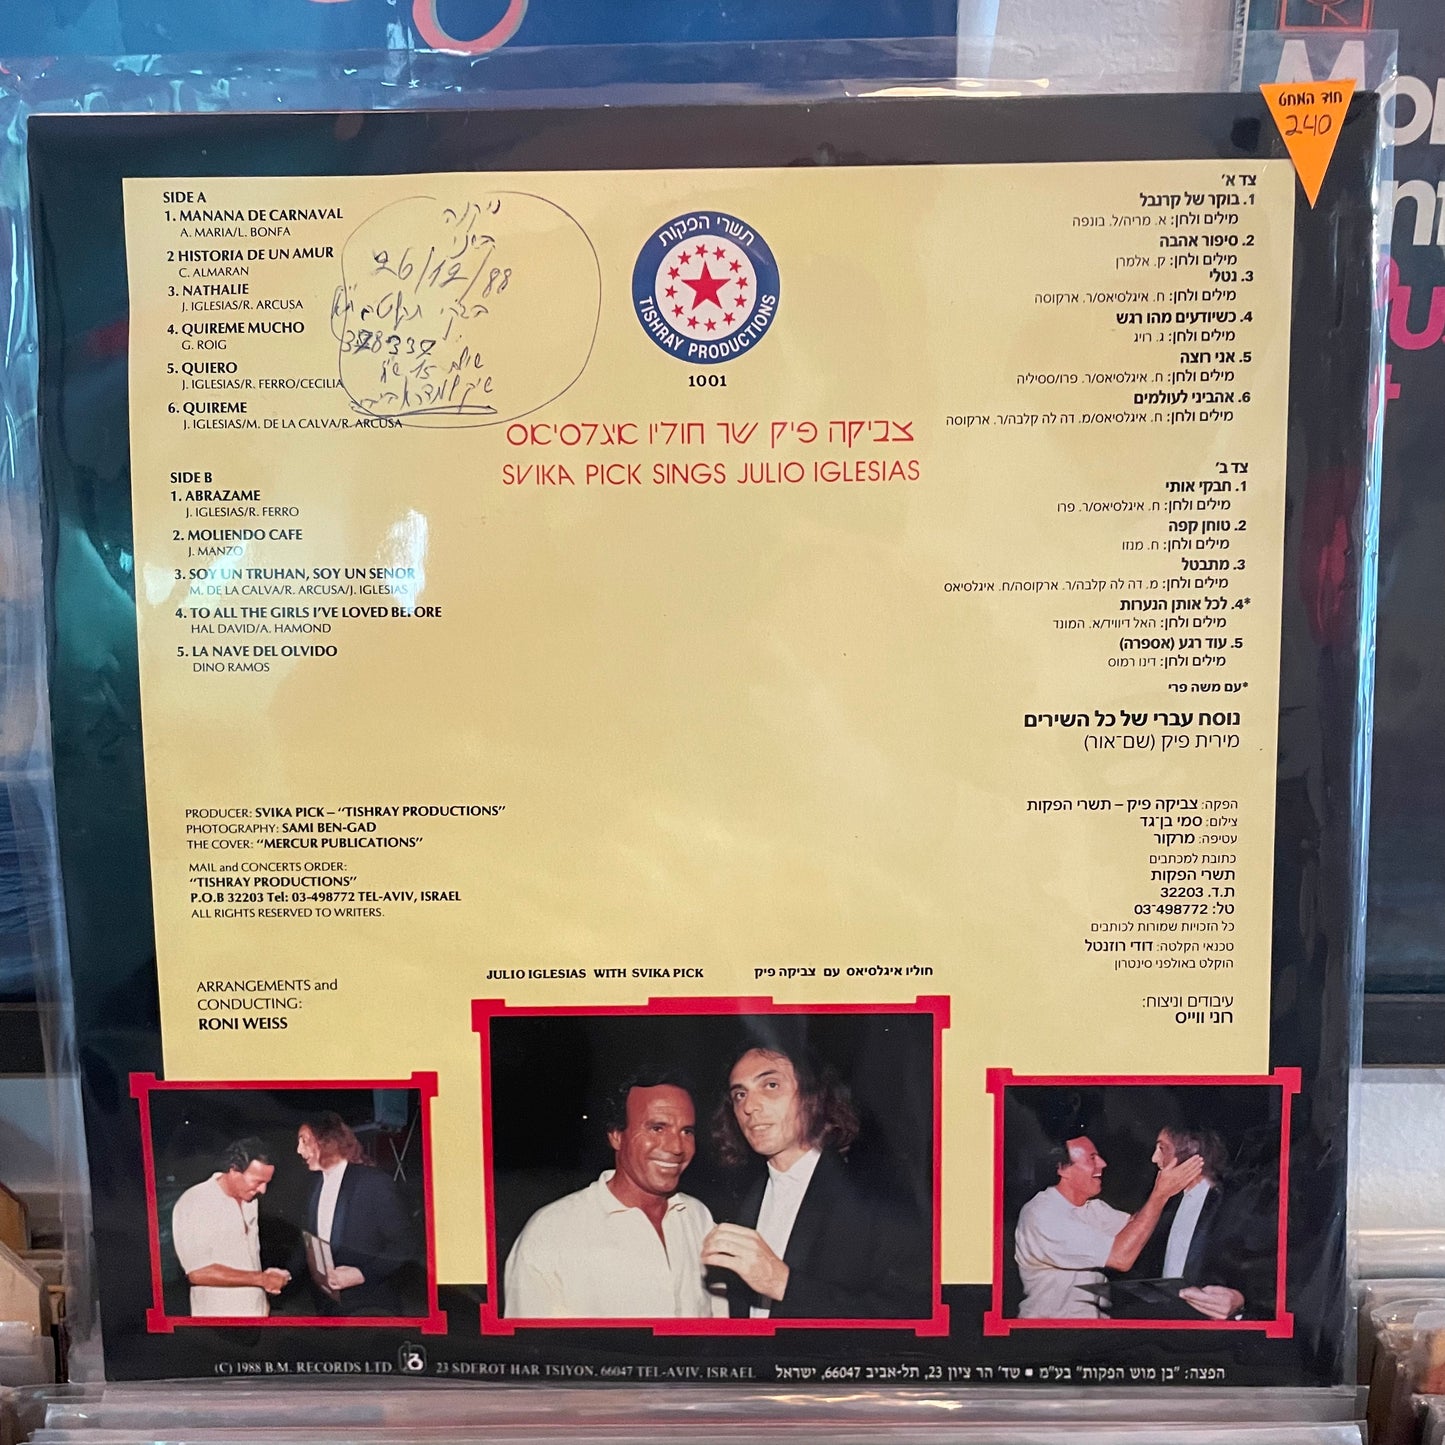 חוד המחט
240
SIDE A
1. MANANA DE CARNAVAL
A. MARIA/L. BONFA
2 HISTORIA DE UN AMUR
C. ALMARAN
3. NATHALIE
J. IGLESIAS/R. ARCUSA
4. QUIREME MUCHO
G. ROIG
5. QUIERO
J. IGLESIAS/R. FERRO/CECILIA
6. QUIREME
J. IGLESIAS/M. DE LA CALVA/R. ARCUSA
SIDE B
1. ABRAZAME
J. IGLESIAS/R. FERRO
2. MOLIENDO CAFE
J. MANZO
3. SOY UN TRUHAN, SOY UN SENOR
M. DE LA CALVA/R. ARCUSA/J. IGLESIAS
4. TO ALL THE GIRLS I'VE LOVED BEFORE
HAL DAVID/A. HAMOND
5. LA NAVE DEL OLVIDO
DINO RAMOS
26/12/88
תשרי הפקות
TISHRAY PRODUCTIONS
1001
צביקה פיק שר חוליו איגלסיאס
SVIKA PICK SINGS JULIO IGLESIAS
צד א'
1. בוקר של קרנבל
מילים ולחן: א. מריה/ל. בונפה
2. סיפור אהבה
מילים ולחן: ק. אלמרן
3. נטלי
מילים ולחן: ח. איגלסיאס/ר. ארקוסה
4. כשיודעים מהו רגש
מילים ולחן: ג. רויג
5. אני רוצה
מילים ולחן: ח. איגלסיאס/ר. פרו/ססיליה
6. אהביני לעולמים
מילים ולחן: ח. איגלסיאס/מ. דה לה קלבה/ר. ארקוסה
צד ב'
1. חבקי אותי
מילים ולחן: ח. איגלסיאס/ר. פרו
2. טוחן קפה
מילים ולחן: ח. מנזו
3. מתבטל
מילים ולחן: מ. דה לה קלבה/ר. ארקוסה/ח. איגלסיאס
*4. לכל אותן הנערות
מילים ולחן: האל דיוויד/א. המונד
5. עוד רגע (אספרה)
מילים ולחן: דינו רמוס
*עם משה פרי
נוסח עברי של כל השירים
מירית פיק (שם־אור)
PRODUCER: SVIKA PICK – "TISHRAY PRODUCTIONS"
PHOTOGRAPHY: SAMI BEN-GAD
THE COVER: "MERCUR PUBLICATIONS"
MAIL and CONCERTS ORDER:
"TISHRAY PRODUCTIONS"
P.O.B 32203 Tel: 03-498772 TEL-AVIV, ISRAEL
ALL RIGHTS RESERVED TO WRITERS.
ARRANGEMENTS and
CONDUCTING:
RONI WEISS
הפקה: צביקה פיק – תשרי הפקות
צילום: סמי בן־גד
עטיפה: מרקור
כתובת למכתבים
תשרי הפקות
ת.ד. 32203
טל: 03־498772
כל הזכויות שמורות לכותבים
טכנאי הקלטה: דודי רוזנטל
הוקלט באולפני סינטרון
עיבודים וניצוח:
רוני ווייס
JULIO IGLESIAS WITH SVIKA PICK
חוליו איגלסיאס עם צביקה פיק
(C) 1988 B.M. RECORDS LTD. 23 SDEROT HAR TSIYON. 66047 TEL-AVIV. ISRAEL
הפצה: "בן מוש הפקות" בע"מ ▪ שד' הר ציון 23, תל-אביב 66047, ישראל